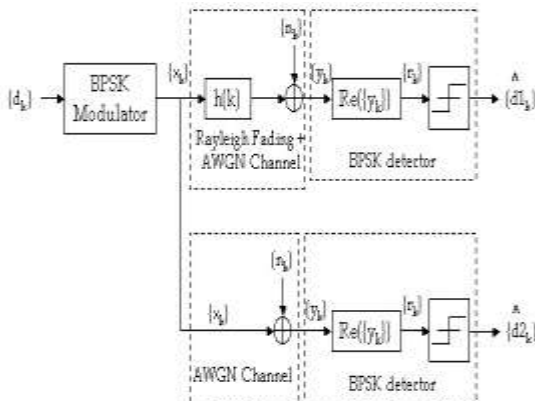 {n_k}
{x_k}
{y_k}
{r_k}
^
{d_k}
BPSK
Modulator
h(k)
Re({y_k})
{d1_k}
Rayleigh Fading +
AWGN Channel
BPSK detector
{n_k}
{x_k}
{y_k}
{r_k}
^
Re({y_k})
{d2_k}
AWGN Channel
BPSK detector